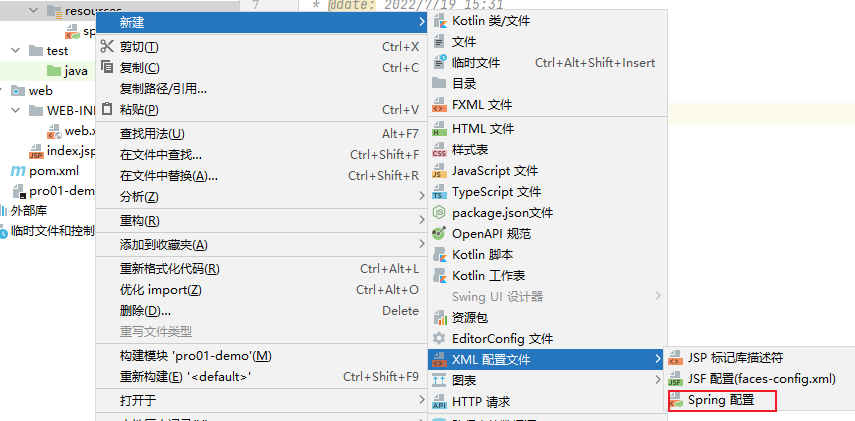 resources
7
* @date: 2022/7/19 15:31
sp
test
java
web
WEB-INF
web.x
index.jsp
pom.xml
pro01-demo
外部库
临时文件和控制
新建
剪切(T) Ctrl+X
复制(C) Ctrl+C
复制路径/引用...
粘贴(P) Ctrl+V
查找用法(U) Alt+F7
在文件中查找... Ctrl+Shift+F
在文件中替换(A)... Ctrl+Shift+R
分析(Z)
重构(R)
添加到收藏夹(A)
重新格式化代码(R) Ctrl+Alt+L
优化 import(Z) Ctrl+Alt+O
删除(D)... Delete
重写文件类型
构建模块 'pro01-demo'(M)
重新构建(E) '<default>' Ctrl+Shift+F9
打开于
Kotlin 类/文件
文件
临时文件 Ctrl+Alt+Shift+Insert
目录
FXML 文件
HTML 文件
样式表
JavaScript 文件
TypeScript 文件
package.json文件
OpenAPI 规范
Kotlin 脚本
Kotlin 工作表
Swing UI 设计器
资源包
EditorConfig 文件
XML 配置文件
图表
HTTP 请求
JSP 标记库描述符
JSF 配置(faces-config.xml)
Spring 配置